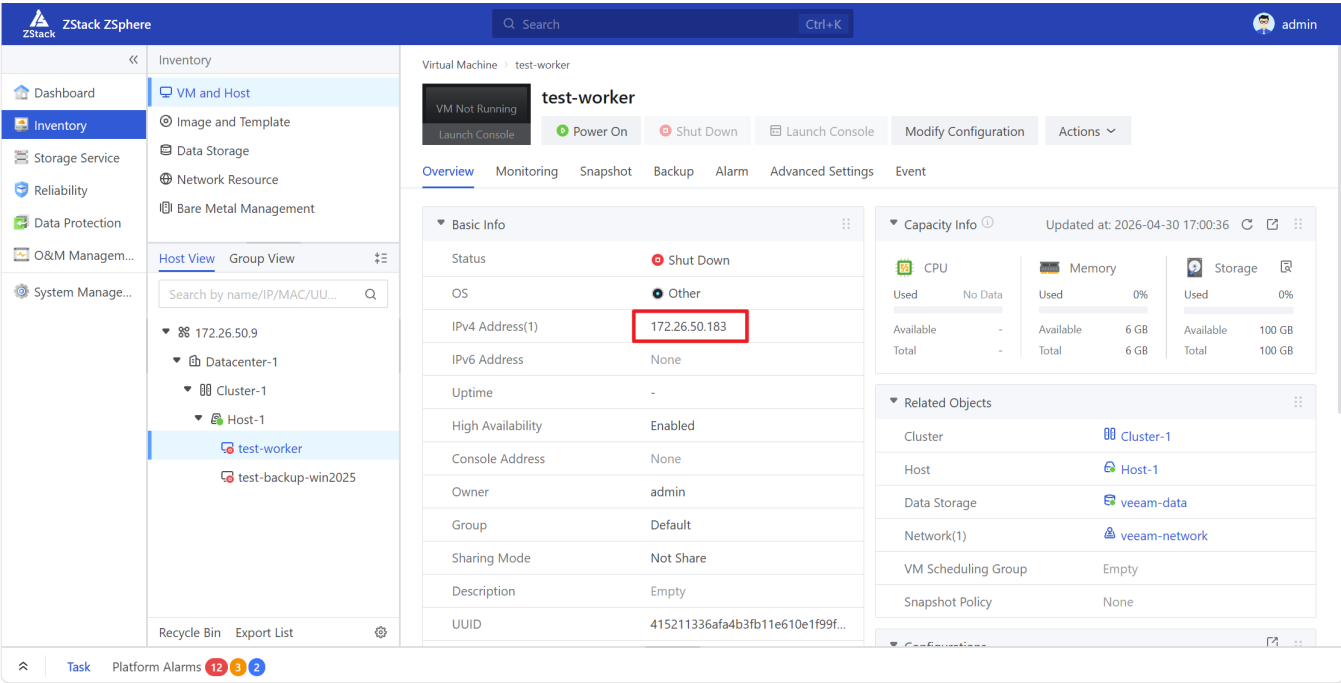 ZStack
ZStack ZSphere
Search
Ctrl+K
admin
Dashboard
Inventory
Storage Service
Reliability
Data Protection
O&M Managem...
System Manage...
Inventory
VM and Host
Image and Template
Data Storage
Network Resource
Bare Metal Management
Host View Group View
Search by name/IP/MAC/UU...
172.26.50.9
Datacenter-1
Cluster-1
Host-1
test-worker
test-backup-win2025
Recycle Bin Export List
Virtual Machine > test-worker
VM Not Running
Launch Console
test-worker
Power On Shut Down Launch Console Modify Configuration Actions
Overview Monitoring Snapshot Backup Alarm Advanced Settings Event
Basic Info
Status Shut Down
OS Other
IPv4 Address(1) 172.26.50.183
IPv6 Address None
Uptime -
High Availability Enabled
Console Address None
Owner admin
Group Default
Sharing Mode Not Share
Description Empty
UUID 415211336afa4b3fb11e610e1f99f...
Capacity Info Updated at: 2026-04-30 17:00:36
CPU
Used No Data
Available -
Total -
Memory
Used 0%
Available 6 GB
Total 6 GB
Storage
Used 0%
Available 100 GB
Total 100 GB
Related Objects
Cluster Cluster-1
Host Host-1
Data Storage veeam-data
Network(1) veeam-network
VM Scheduling Group Empty
Snapshot Policy None
Configurations
Task Platform Alarms 12 3 2